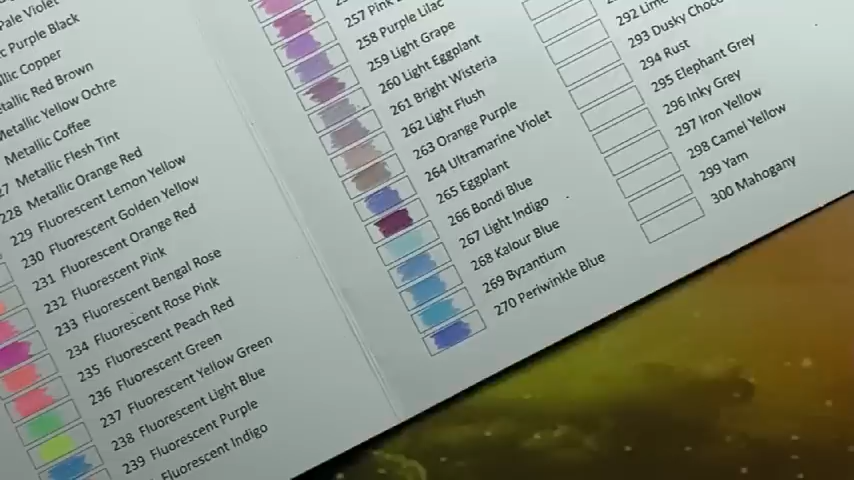 Pale Violet
Purple Black
Copper
Red Brown
Metallic Yellow Ochre
Metallic Coffee
Metallic Flesh Tint
228 Metallic Orange Red
229 Fluorescent Lemon Yellow
230 Fluorescent Golden Yellow
231 Fluorescent Orange Red
232 Fluorescent Pink
233 Fluorescent Bengal Rose
234 Fluorescent Rose Pink
235 Fluorescent Peach Red
236 Fluorescent Green
237 Fluorescent Yellow Green
238 Fluorescent Light Blue
239 Fluorescent Purple
Fluorescent Indigo
257 Pink
258 Purple Lilac
259 Light Grape
260 Light Eggplant
261 Bright Wisteria
262 Light Flush
263 Orange Purple
264 Ultramarine Violet
265 Eggplant
266 Bondi Blue
267 Light Indigo
268 Kalour Blue
269 Byzantium
270 Periwinkle Blue
292 Lime
293 Dusky Choco
294 Rust
295 Elephant Grey
296 Inky Grey
297 Iron Yellow
298 Camel Yellow
299 Yam
300 Mahogany